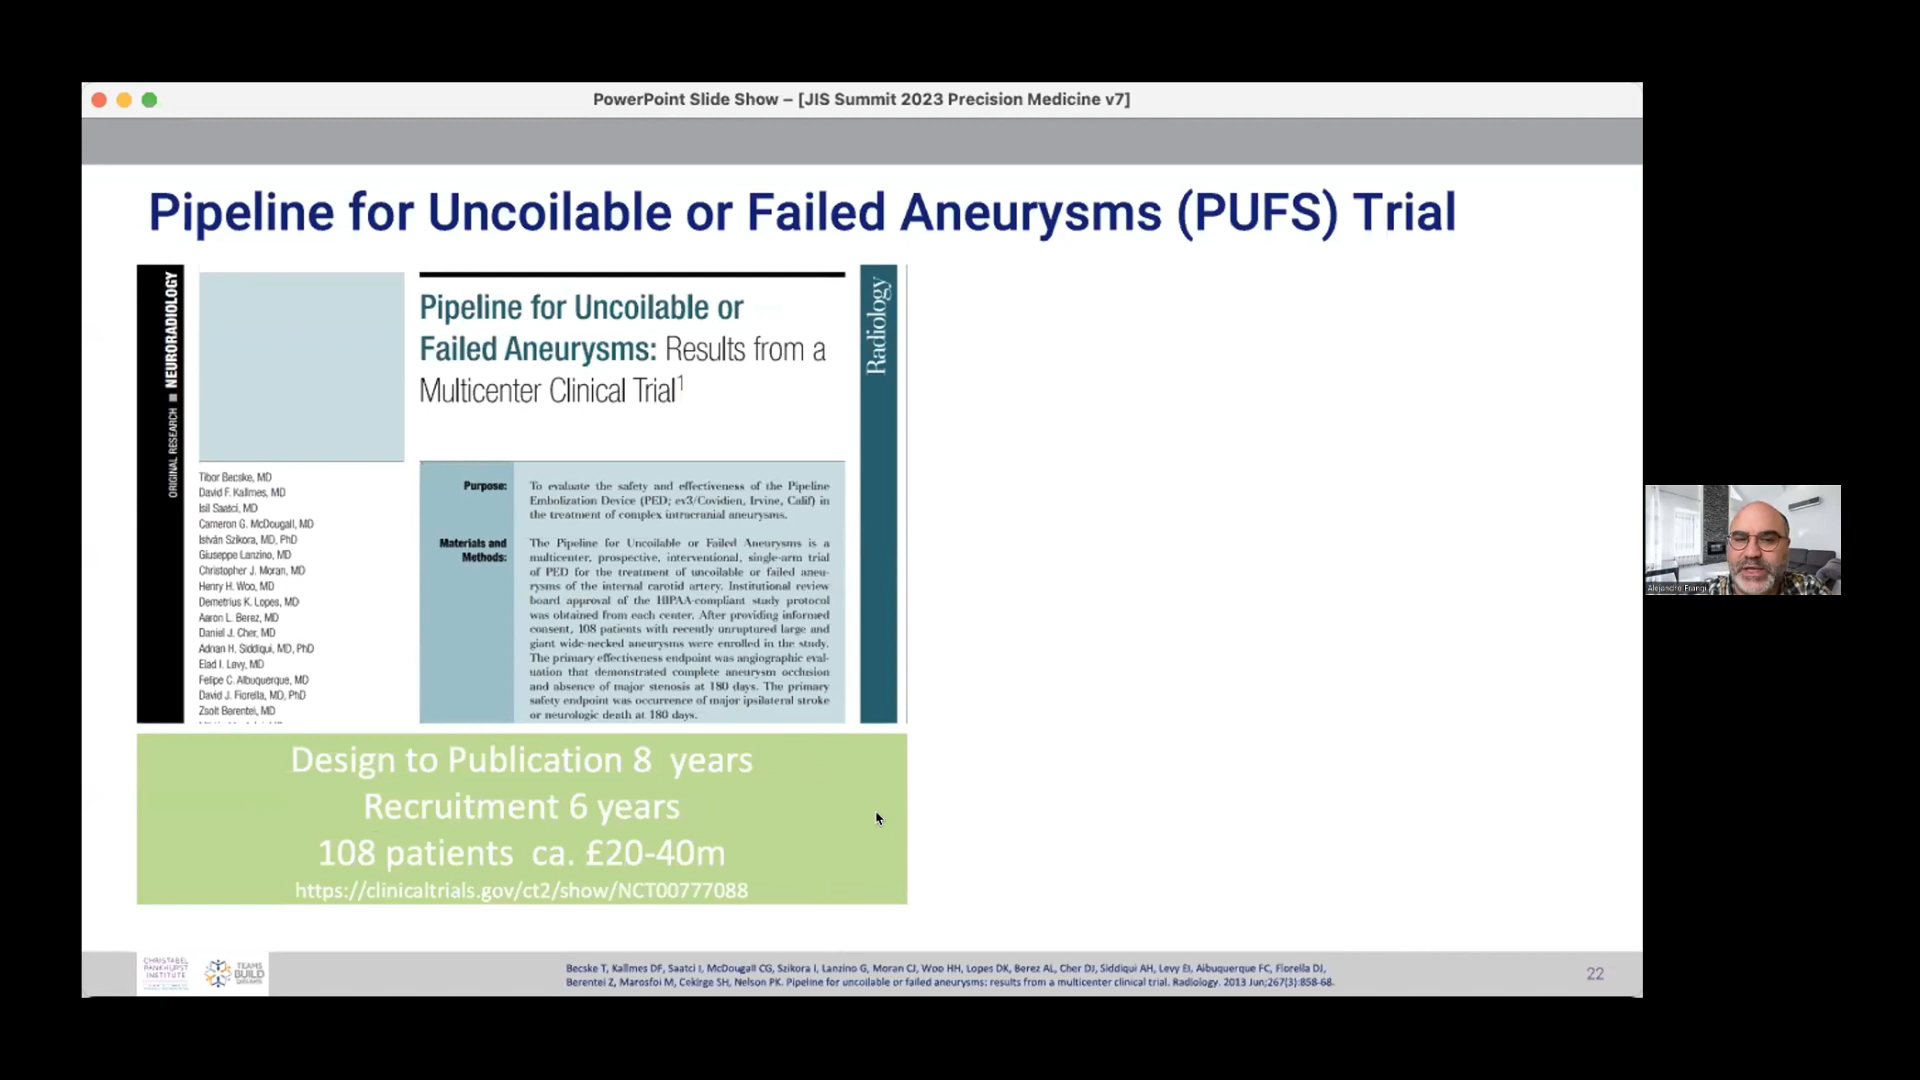 PowerPoint Slide Show – [JIS Summit 2023 Precision Medicine v7]
Pipeline for Uncoilable or Failed Aneurysms (PUFS) Trial
ORIGINAL RESEARCH ■ NEURORADIOLOGY
Pipeline for Uncoilable or
Failed Aneurysms: Results from a
Multicenter Clinical Trial¹
Radiology
Tibor Becske, MD
David F. Kallmes, MD
Isil Saatci, MD
Cameron G. McDougall, MD
István Szikora, MD, PhD
Giuseppe Lanzino, MD
Christopher J. Moran, MD
Henry H. Woo, MD
Demetrius K. Lopes, MD
Aaron L. Berez, MD
Daniel J. Cher, MD
Adnan H. Siddiqui, MD, PhD
Elad I. Levy, MD
Felipe C. Albuquerque, MD
David J. Fiorella, MD, PhD
Zsolt Berentei, MD
Purpose:
To evaluate the safety and effectiveness of the Pipeline
Embolization Device (PED; ev3/Covidien, Irvine, Calif) in
the treatment of complex intracranial aneurysms.
Materials and
Methods:
The Pipeline for Uncoilable or Failed Aneurysms is a
multicenter, prospective, interventional, single-arm trial
of PED for the treatment of uncoilable or failed aneu-
rysms of the internal carotid artery. Institutional review
board approval of the HIPAA-compliant study protocol
was obtained from each center. After providing informed
consent, 108 patients with recently unruptured large and
giant wide-necked aneurysms were enrolled in the study.
The primary effectiveness endpoint was angiographic eval-
uation that demonstrated complete aneurysm occlusion
and absence of major stenosis at 180 days. The primary
safety endpoint was occurrence of major ipsilateral stroke
or neurologic death at 180 days.
Design to Publication 8 years
Recruitment 6 years
108 patients ca. £20-40m
https://clinicaltrials.gov/ct2/show/NCT00777088
CHRISTABEL
PANKHURST
INSTITUTE
TEAMS
BUILD
DREAMS
Becske T, Kallmes DF, Saatci I, McDougall CG, Szikora I, Lanzino G, Moran CJ, Woo HH, Lopes DK, Berez AL, Cher DJ, Siddiqui AH, Levy EI, Albuquerque FC, Fiorella DJ,
Berentei Z, Marosfoi M, Cekirge SH, Nelson PK. Pipeline for uncoilable or failed aneurysms: results from a multicenter clinical trial. Radiology. 2013 Jun;267(3):858-68.
22
Alejandro Frangi